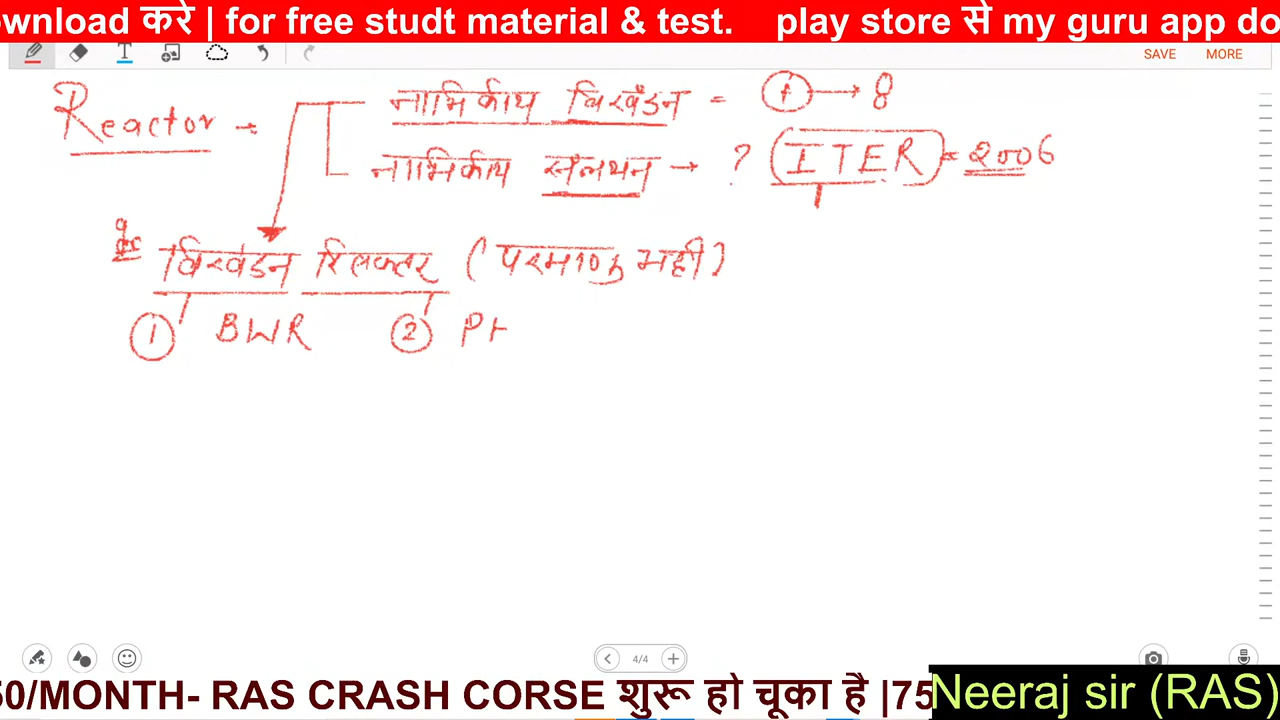 wnload करे | for free studt material & test. play store से my guru app do
SAVE MORE
Reactor → नाभिकीय विखंडन = + → 8
नाभिकीय संलयन → ? (ITER) = 2006
विखंडन रिएक्टर (परमाणु भट्टी)
① BWR ② PH
4/4
50/MONTH- RAS CRASH CORSE शुरू हो चूका है |75
Neeraj sir (RAS)